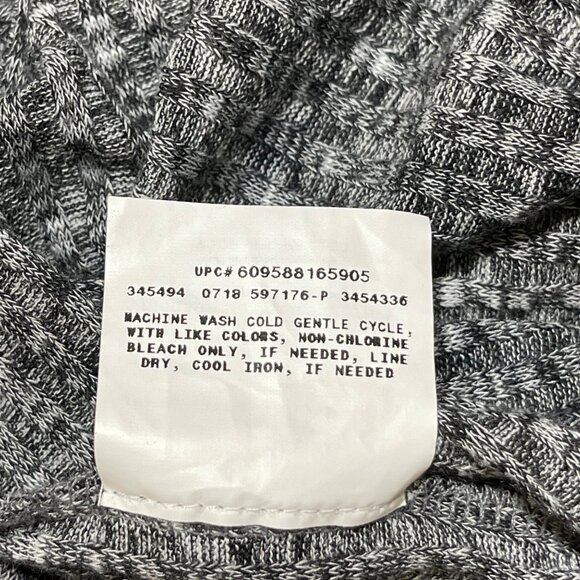 UPC# 609588165905
345494 0718 597176-P 3454336
MACHINE WASH COLD GENTLE CYCLE,
WITH LIKE COLORS, NON-CHLORINE
BLEACH ONLY, IF NEEDED, LINE
DRY, COOL IRON, IF NEEDED